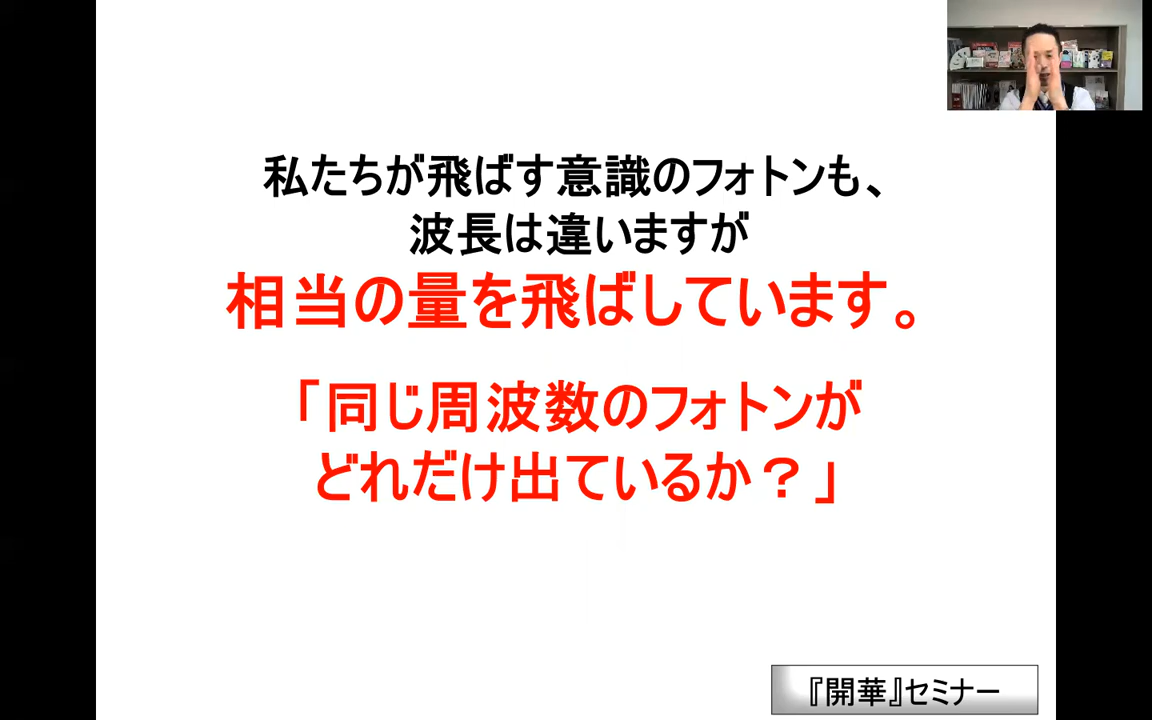 私たちが飛ばす意識のフォトンも、
波長は違いますが
相当の量を飛ばしています。
「同じ周波数のフォトンが
どれだけ出ているか？」
『開華』セミナー